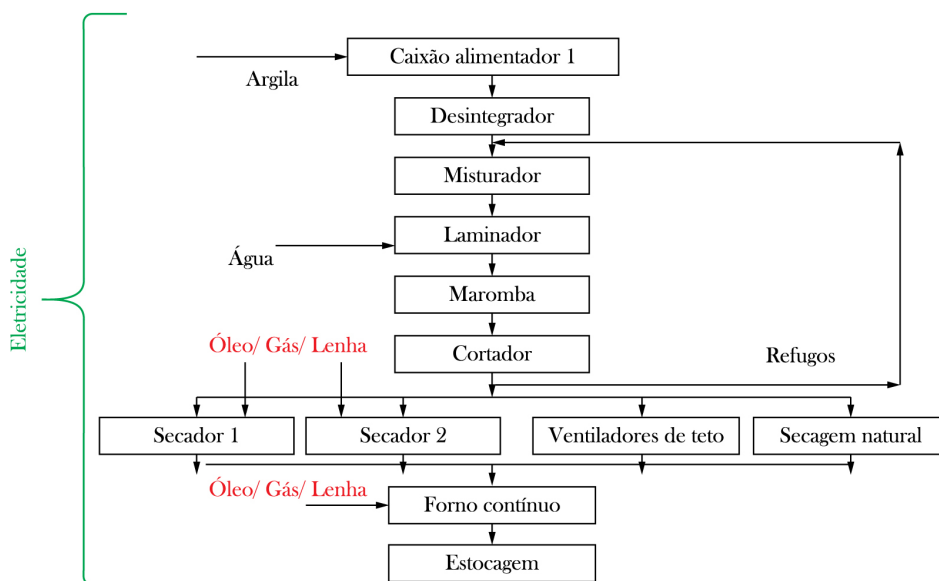 Caixão alimentador 1
Argila
Desintegrador
Misturador
Laminador
Água
Maromba
Eletricidade
Óleo/ Gás/ Lenha
Cortador
Refugos
Secador 1
Secador 2
Ventiladores de teto
Secagem natural
Óleo/ Gás/ Lenha
Forno contínuo
Estocagem